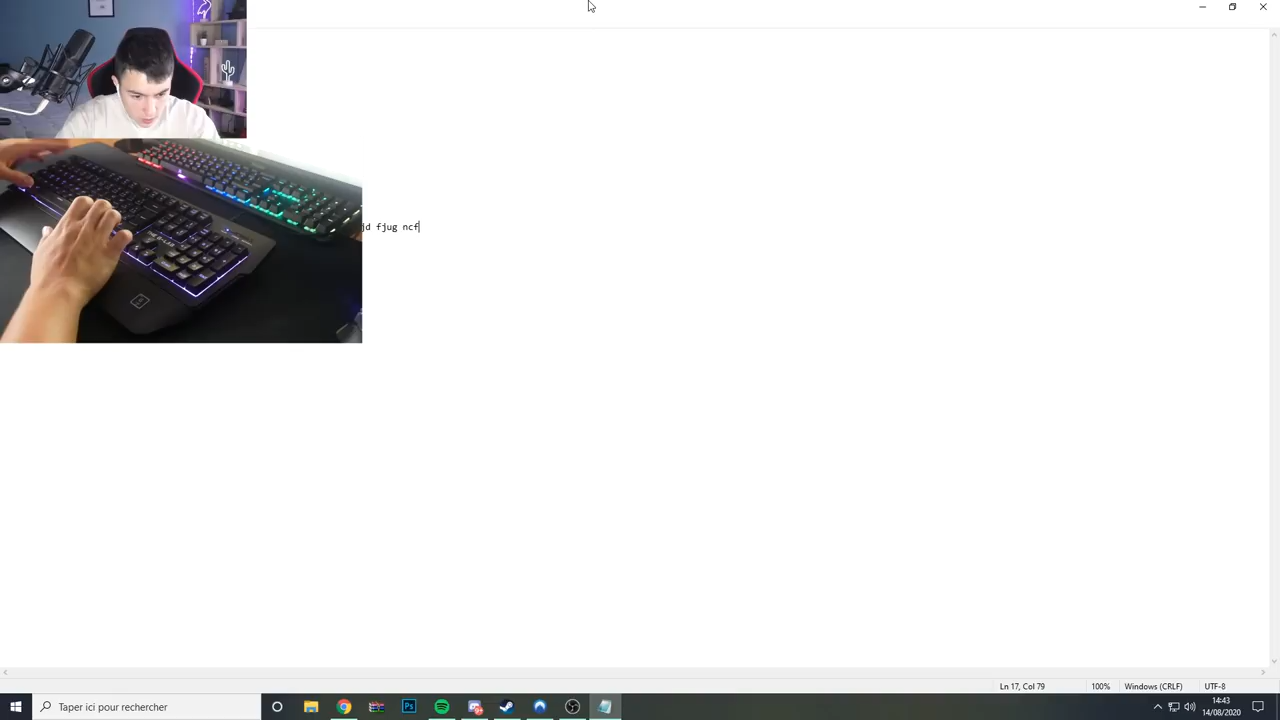 jd fjug ncf
Ln 17, Col 79
100%
Windows (CRLF)
UTF-8
Taper ici pour rechercher
Ps
14:43
14/08/2020